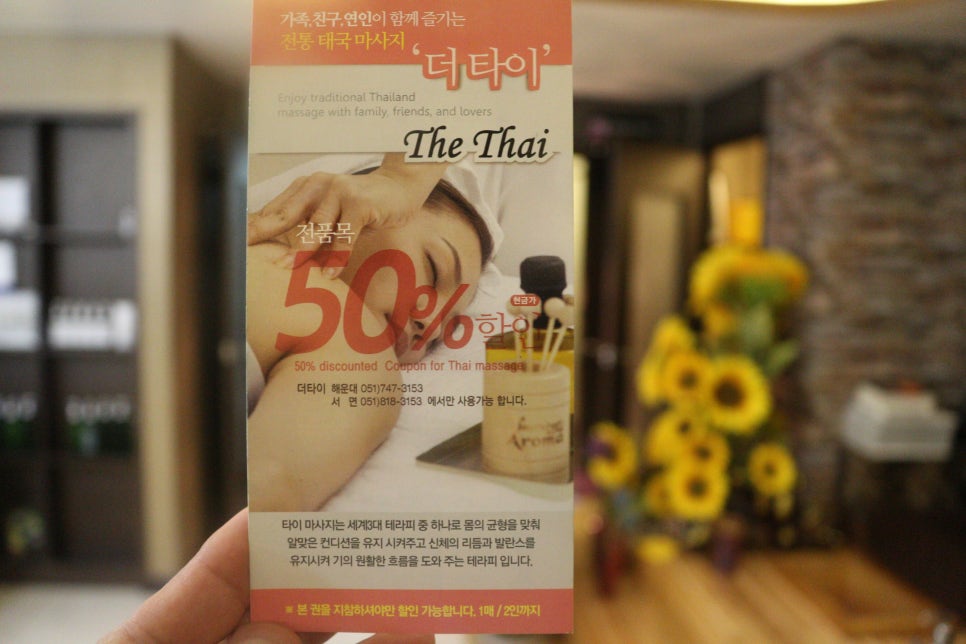 가족, 친구, 연인이 함께 즐기는
전통 태국 마사지
'더 타이'
Enjoy traditional Thailand
massage with family, friends, and lovers
The Thai
전품목
50% 현금가 할인
50% discounted Coupon for Thai massage
더타이 해운대 051)747-3153
서 면 051)818-3153 에서만 사용가능 합니다.
Aroma
타이 마사지는 세계3대 테라피 중 하나로 몸의 균형을 맞춰
알맞은 컨디션을 유지 시켜주고 신체의 리듬과 발란스를
유지시켜 기의 원활한 흐름을 도와 주는 테라피 입니다.
※ 본 권을 지참하셔야만 할인 가능합니다. 1매 / 2인까지